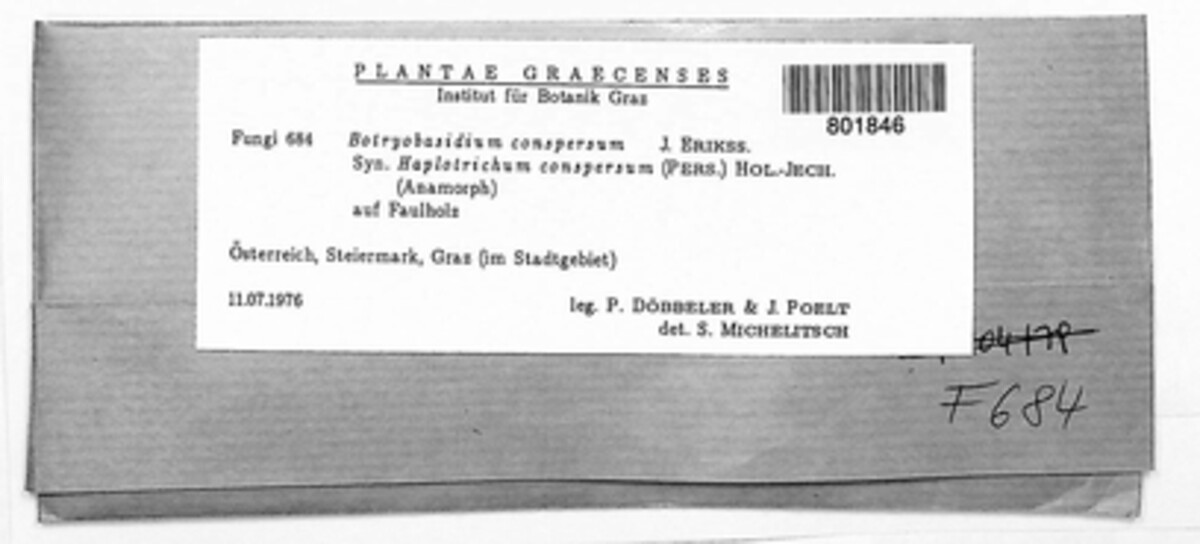 PLANTAE GRAECENSES
Institut für Botanik Graz
801846
Fungi 684 Botryobasidium conspersum J. ERIKSS.
Syn. Haplotrichum conspersum (PERS.) HOL.-JECH.
(Anamorph)
auf Faulholz
Österreich, Steiermark, Graz (im Stadtgebiet)
11.07.1976
leg. P. DÖBBELER & J. POELT
det. S. MICHELITSCH
F684